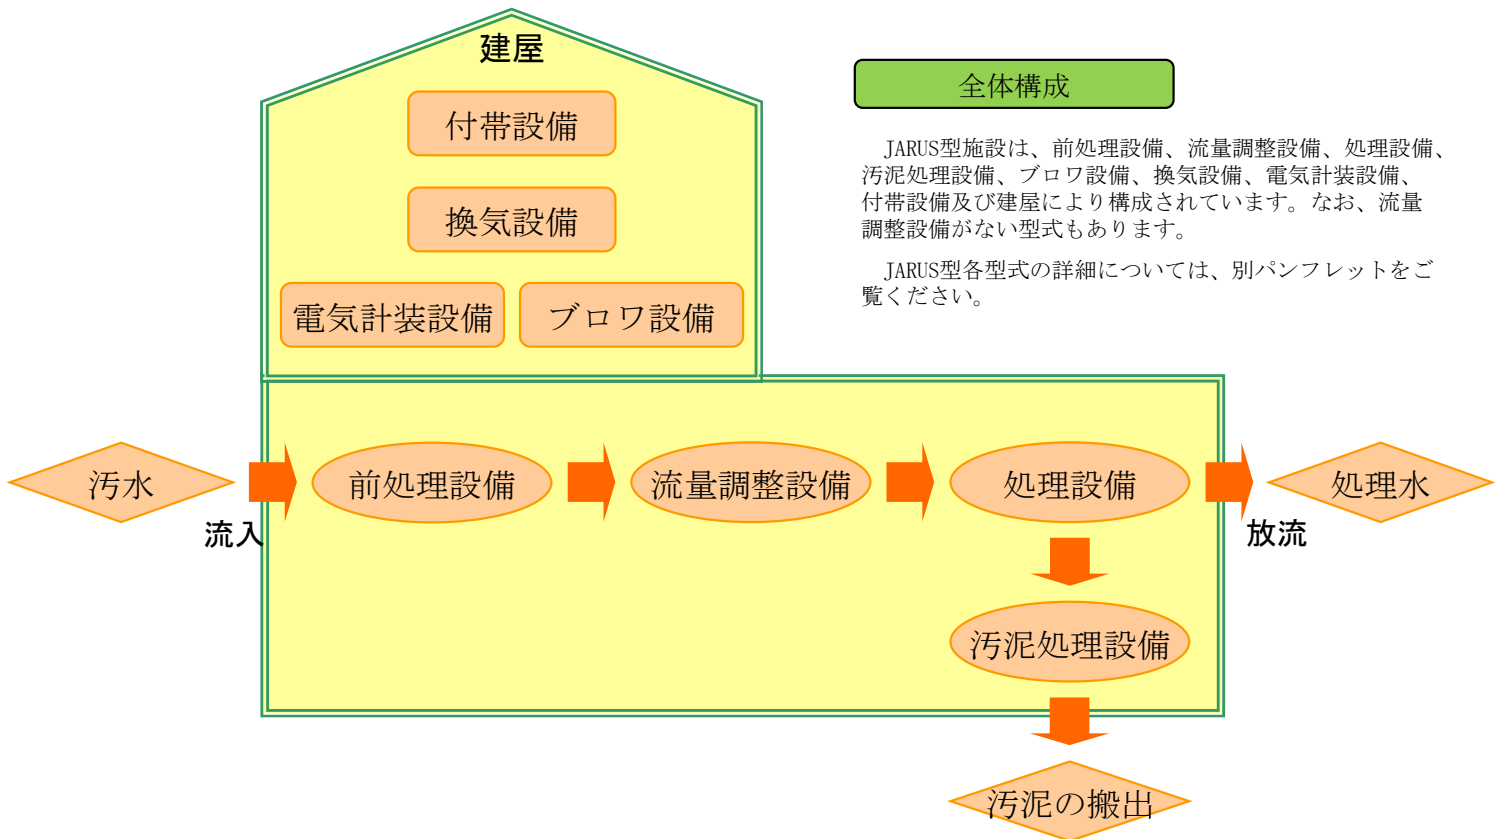 建屋
付帯設備
換気設備
電気計装設備
ブロワ設備
全体構成
JARUS型施設は、前処理設備、流量調整設備、処理設備、
汚泥処理設備、ブロワ設備、換気設備、電気計装設備、
付帯設備及び建屋により構成されています。なお、流量
調整設備がない型式もあります。
JARUS型各型式の詳細については、別パンフレットをご
覧ください。
汚水
流入
前処理設備
流量調整設備
処理設備
処理水
放流
汚泥処理設備
汚泥の搬出